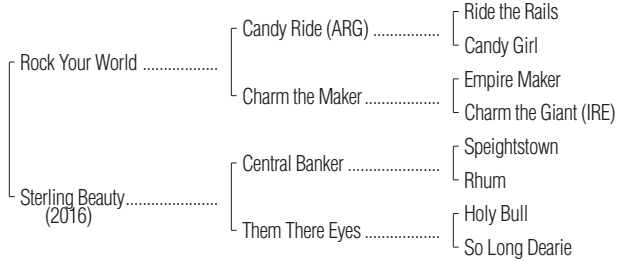 Ride the Rails
Candy Ride (ARG) ................
Candy Girl
Rock Your World ..................
Empire Maker
Charm the Maker ..................
Charm the Giant (IRE)
Speightstown
Central Banker ......................
Rhum
Sterling Beauty ......................
(2016)
Holy Bull
Them There Eyes ..................
So Long Dearie